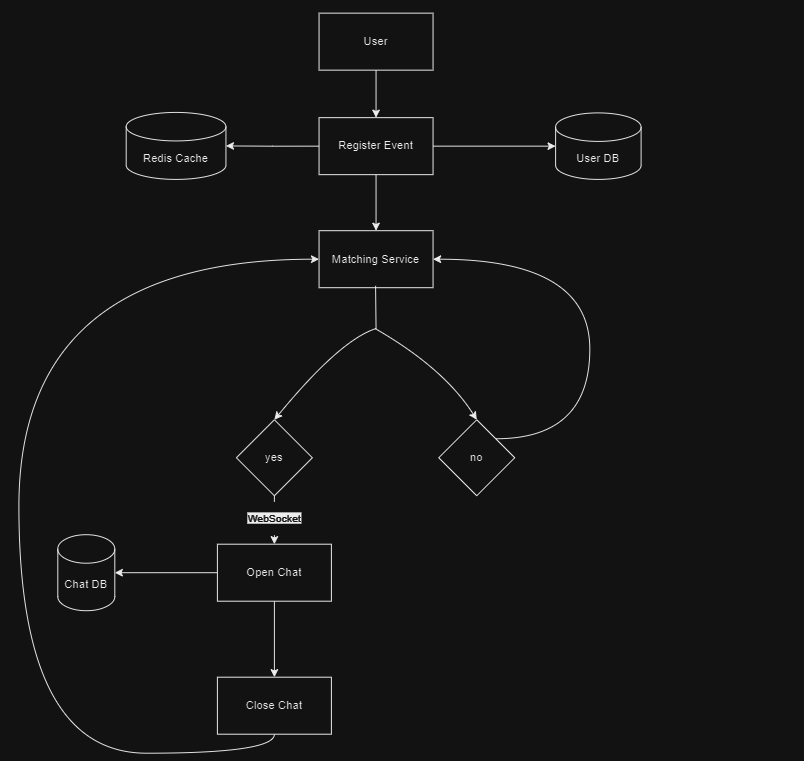 User
Redis Cache
Register Event
User DB
Matching Service
yes
no
WebSocket
Chat DB
Open Chat
Close Chat